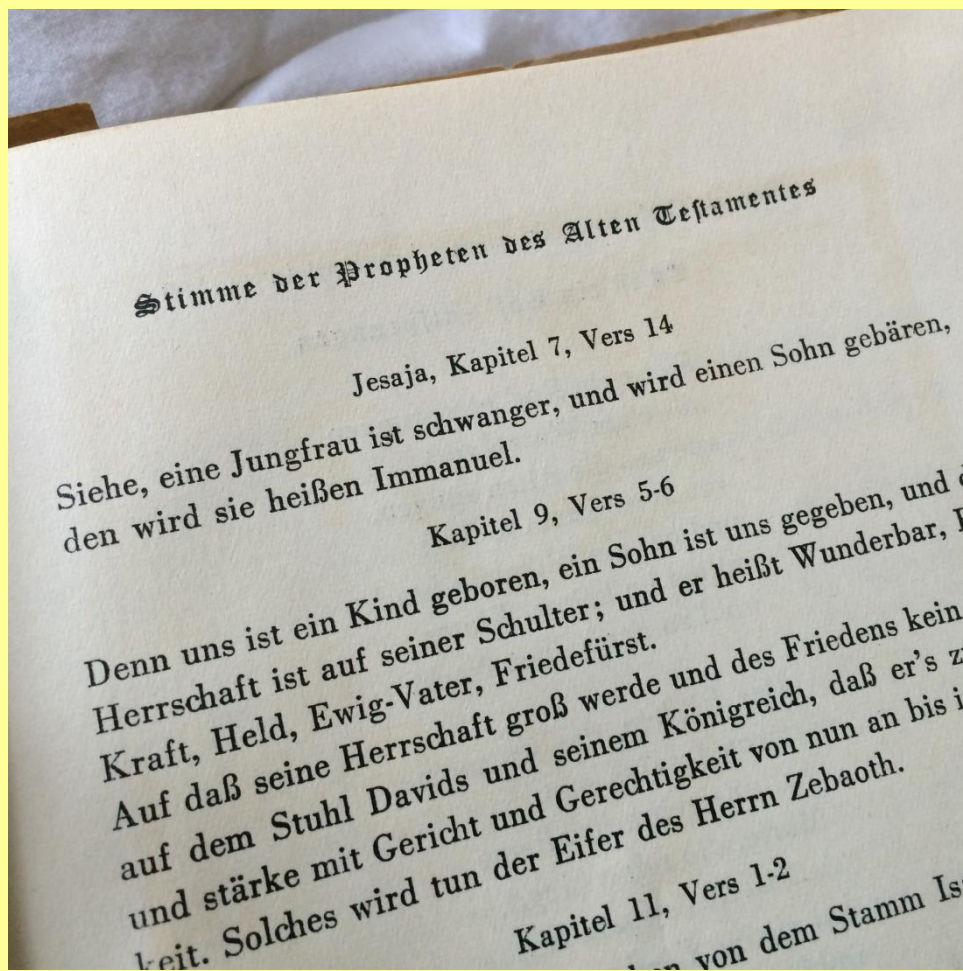 Stimme der Propheten des Alten Teſtamentes
Jesaja, Kapitel 7, Vers 14
Siehe, eine Jungfrau ist schwanger, und wird einen Sohn gebären,
den wird sie heißen Immanuel.
Kapitel 9, Vers 5-6
Denn uns ist ein Kind geboren, ein Sohn ist uns gegeben, und
Herrschaft ist auf seiner Schulter; und er heißt Wunderbar,
Kraft, Held, Ewig-Vater, Friedefürst.
Auf daß seine Herrschaft groß werde und des Friedens kein
auf dem Stuhl Davids und seinem Königreich, daß er's
und stärke mit Gericht und Gerechtigkeit von nun an bis
keit. Solches wird tun der Eifer des Herrn Zebaoth.
Kapitel 11, Vers 1-2
von dem Stamm